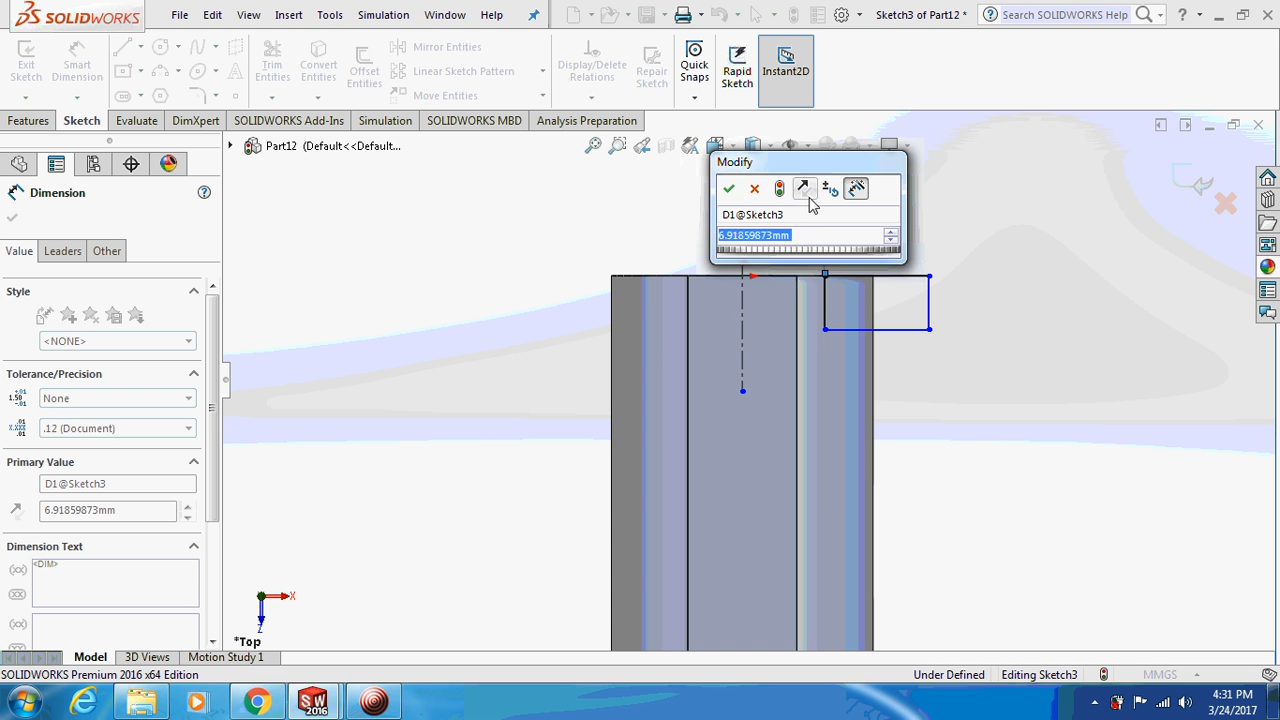 SOLIDWORKS File Edit View Insert Tools Simulation Window Help Sketch3 of Part12 * Search SOLIDWORKS Help
Exit Sketch
Smart Dimensions
Trim Entities
Convert Entities
Offset Entities
Mirror Entities
Linear Sketch Pattern
Move Entities
Display/Delete Relations
Repair Sketch
Quick Snaps
Rapid Sketch
Instant2D
Features Sketch Evaluate DimXpert SOLIDWORKS Add-Ins Simulation SOLIDWORKS MBD Analysis Preparation
Part12 (Default<<Default...
Modify
D1@Sketch3
6.91859873mm
Dimension
Value Leaders Other
Style
<NONE>
Tolerance/Precision
None
.12 (Document)
Primary Value
D1@Sketch3
6.91859873mm
Dimension Text
<DIM>
X
Z
*Top
Model 3D Views Motion Study 1
SOLIDWORKS Premium 2016 x64 Edition Under Defined Editing Sketch3 MMGS
SW
2016
4:31 PM
3/24/2017